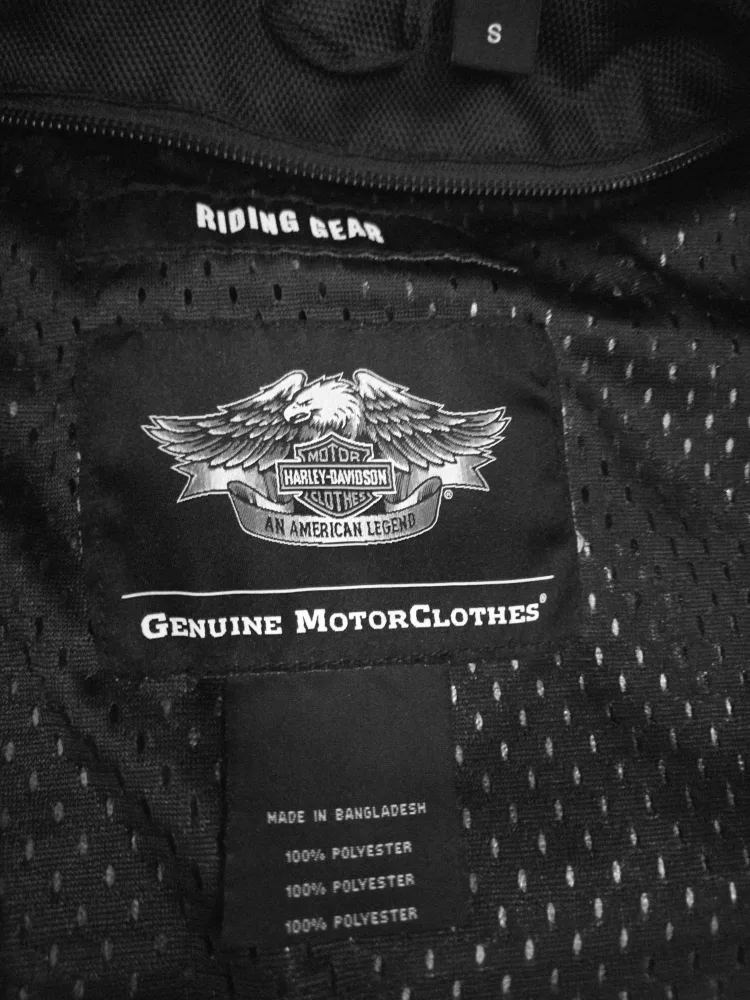 S
RIDING GEAR
MOTOR
HARLEY-DAVIDSON
CLOTHES
®
AN AMERICAN LEGEND
GENUINE MOTORCLOTHES®
MADE IN BANGLADESH
100% POLYESTER
100% POLYESTER
100% POLYESTER